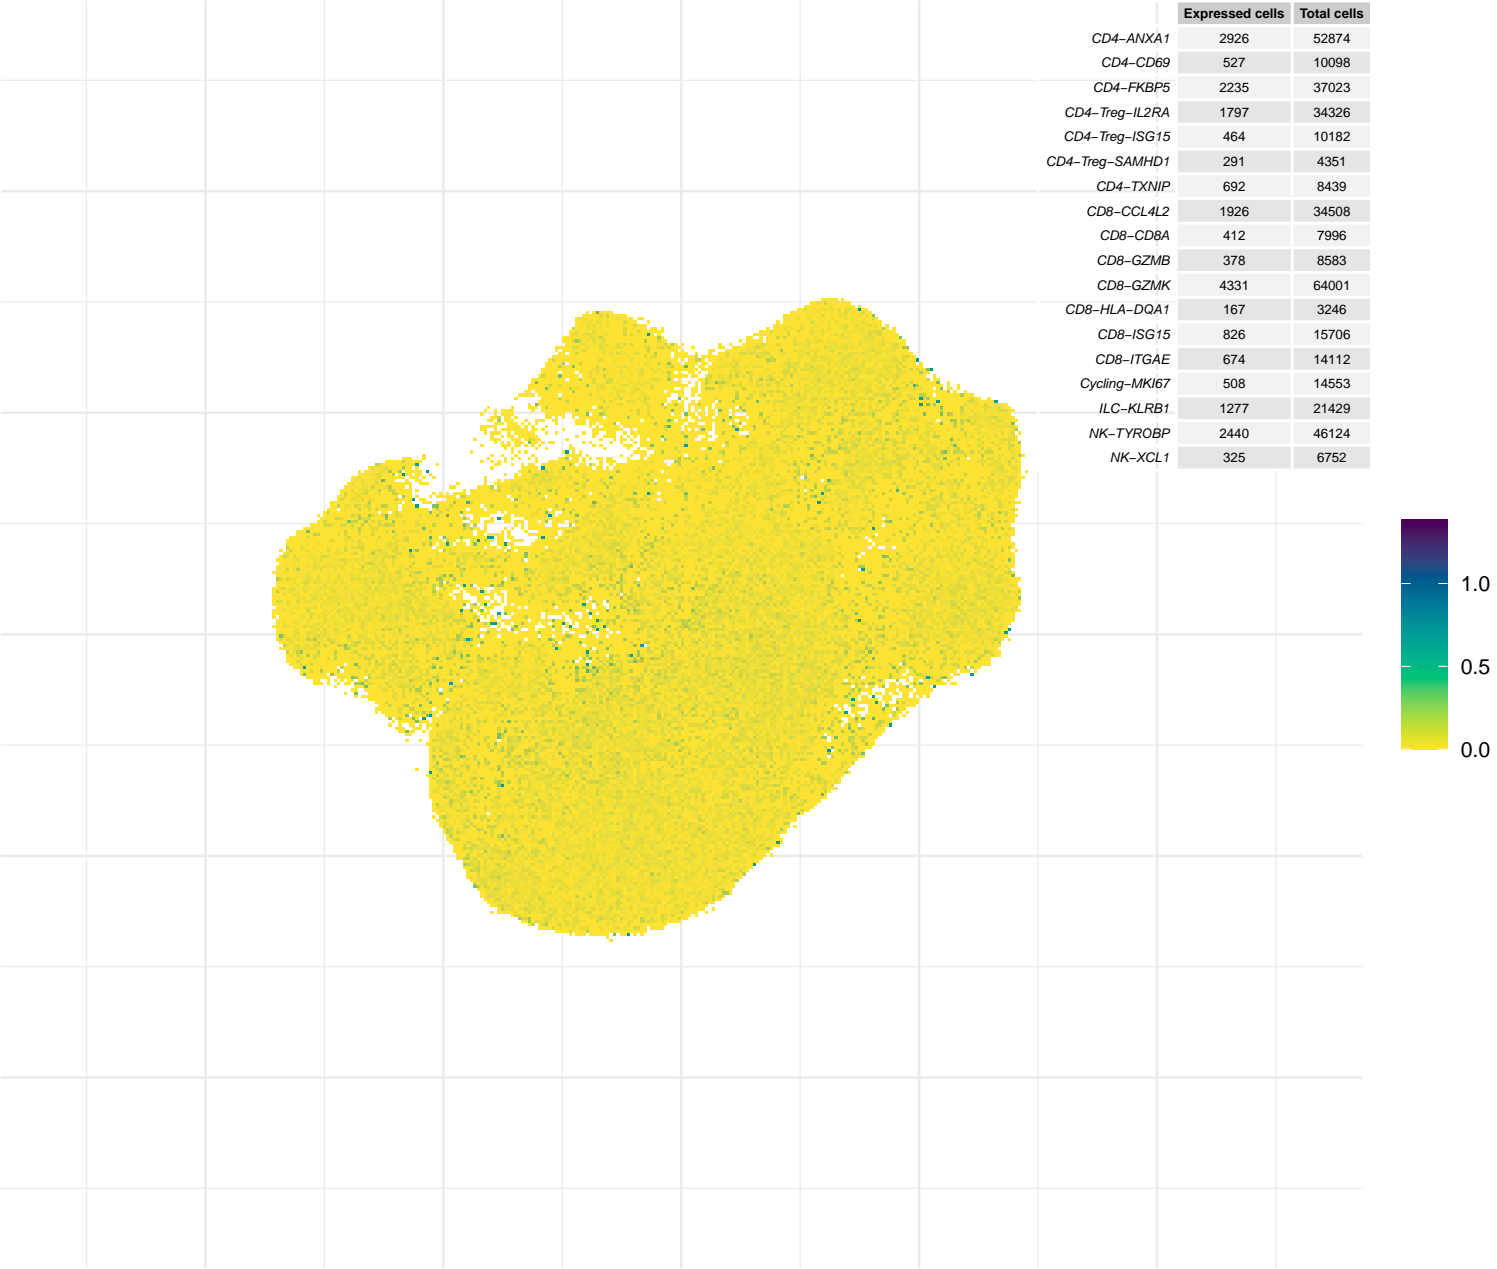 Expressed cells Total cells
CD4−ANXA1 2926 52874
CD4−CD69 527 10098
CD4−FKBP5 2235 37023
CD4−Treg−IL2RA 1797 34326
CD4−Treg−ISG15 464 10182
CD4−Treg−SAMHD1 291 4351
CD4−TXNIP 692 8439
CD8−CCL4L2 1926 34508
CD8−CD8A 412 7996
CD8−GZMB 378 8583
CD8−GZMK 4331 64001
CD8−HLA−DQA1 167 3246
CD8−ISG15 826 15706
CD8−ITGAE 674 14112
Cycling−MKI67 508 14553
ILC−KLRB1 1277 21429
NK−TYROBP 2440 46124
NK−XCL1 325 6752
1.0
0.5
0.0